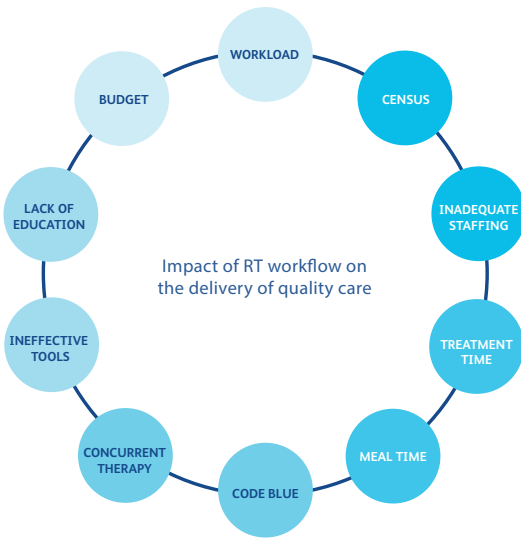 WORKLOAD
CENSUS
INADEQUATE
STAFFING
TREATMENT
TIME
MEAL TIME
CODE BLUE
CONCURRENT
THERAPY
INEFFECTIVE
TOOLS
LACK OF
EDUCATION
BUDGET
Impact of RT workflow on
the delivery of quality care